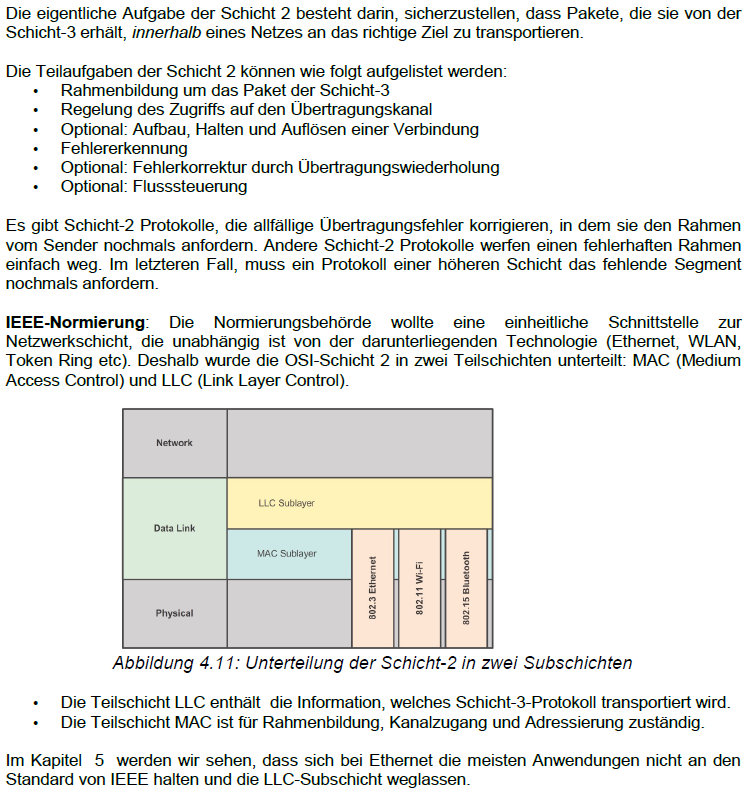 Die eigentliche Aufgabe der Schicht 2 besteht darin, sicherzustellen, dass Pakete, die sie von der
Schicht-3 erhält, innerhalb eines Netzes an das richtige Ziel zu transportieren.
Die Teilaufgaben der Schicht 2 können wie folgt aufgelistet werden:
• Rahmenbildung um das Paket der Schicht-3
• Regelung des Zugriffs auf den Übertragungskanal
• Optional: Aufbau, Halten und Auflösen einer Verbindung
• Fehlererkennung
• Optional: Fehlerkorrektur durch Übertragungswiederholung
• Optional: Flusssteuerung
Es gibt Schicht-2 Protokolle, die allfällige Übertragungsfehler korrigieren, in dem sie den Rahmen
vom Sender nochmals anfordern. Andere Schicht-2 Protokolle werfen einen fehlerhaften Rahmen
einfach weg. Im letzteren Fall, muss ein Protokoll einer höheren Schicht das fehlende Segment
nochmals anfordern.
IEEE-Normierung: Die Normierungsbehörde wollte eine einheitliche Schnittstelle zur
Netzwerkschicht, die unabhängig ist von der darunterliegenden Technologie (Ethernet, WLAN,
Token Ring etc). Deshalb wurde die OSI-Schicht 2 in zwei Teilschichten unterteilt: MAC (Medium
Access Control) und LLC (Link Layer Control).
Network
LLC Sublayer
Data Link
MAC Sublayer
802.3 Ethernet
802.11 Wi-Fi
802.15 Bluetooth
Physical
Abbildung 4.11: Unterteilung der Schicht-2 in zwei Subschichten
• Die Teilschicht LLC enthält die Information, welches Schicht-3-Protokoll transportiert wird.
• Die Teilschicht MAC ist für Rahmenbildung, Kanalzugang und Adressierung zuständig.
Im Kapitel 5 werden wir sehen, dass sich bei Ethernet die meisten Anwendungen nicht an den
Standard von IEEE halten und die LLC-Subschicht weglassen.